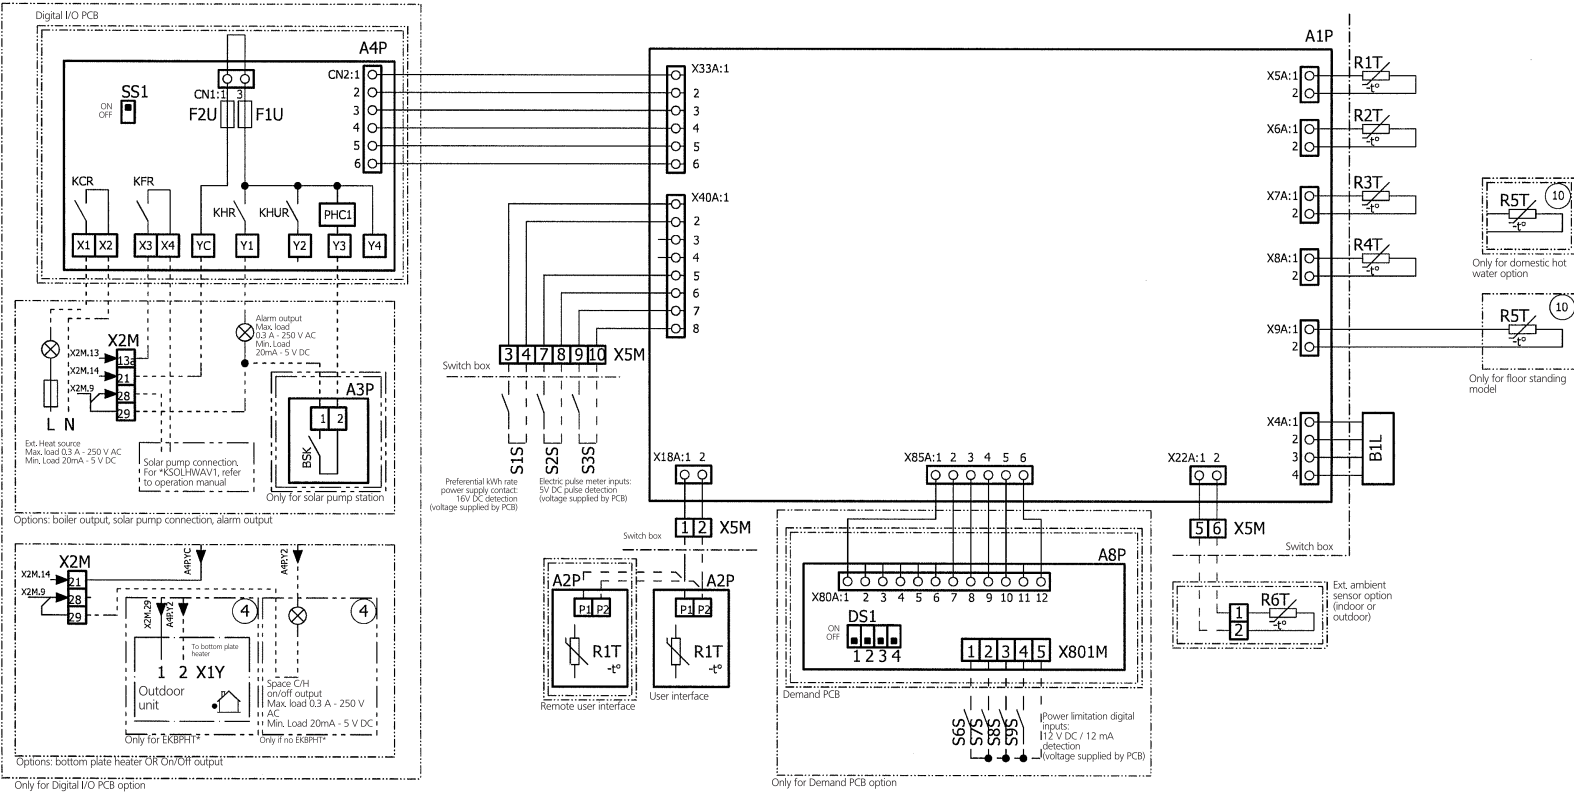 Digital I/O PCB
A4P
SS1
ON
OFF
CN1:1 3
F2U F1U
CN2:1
2
3
4
5
6
KCR KFR
KHR KHUR PHC1
X1 X2 X3 X4 YC Y1 Y2 Y3 Y4
Alarm output
Max. load
0.3 A - 250 V AC
Min. Load
20mA - 5 V DC
X2M
X2M.13
13a
X2M.14
21
X2M.9
28
29
L N
Ext. Heat source
Max. load 0.3 A - 250 V AC
Min. Load 20mA - 5 V DC
Solar pump connection.
For *KSOLHWAV1, refer
to operation manual
A3P
1 2
BSK
Only for solar pump station
Options: boiler output, solar pump connection, alarm output
X2M
X2M.14
21
X2M.9
28
29
A4P.YC
A4P.Y2
X2M.29
A4P.Y2
4
4
To bottom plate
heater
1 2 X1Y
Outdoor
unit
Only for EKBPHT*
Space C/H
on/off output
Max. load 0.3 A - 250 V
AC
Min. Load 20mA - 5 V DC
Only if no EKBPHT*
Options: bottom plate heater OR On/Off output
Only for Digital I/O PCB option
A1P
X33A:1
2
3
4
5
6
X40A:1
2
3
4
5
6
7
8
3 4 7 8 9 10 X5M
Switch box
S1S S2S S3S
Preferential kWh rate
power supply contact:
16V DC detection
(voltage supplied by PCB)
Electric pulse meter inputs:
5V DC pulse detection
(voltage supplied by PCB)
X18A:1 2
1 2 X5M
Switch box
A2P
P1 P2
R1T
-t°
Remote user interface
A2P
P1 P2
R1T
-t°
User interface
X85A:1 2 3 4 5 6
A8P
X80A:1 2 3 4 5 6 7 8 9 10 11 12
DS1
ON
OFF
1 2 3 4
1 2 3 4 5 X801M
Demand PCB
S6S S7S S8S S9S
Power limitation digital
inputs:
12 V DC / 12 mA
detection
(voltage supplied by PCB)
Only for Demand PCB option
X22A:1 2
5 6 X5M
Switch box
1
2
R6T
-t°
Ext. ambient
sensor option
(indoor or
outdoor)
X5A:1
2
R1T
-t°
X6A:1
2
R2T
-t°
X7A:1
2
R3T
-t°
X8A:1
2
R4T
-t°
X9A:1
2
10
R5T
-t°
Only for domestic hot
water option
10
R5T
-t°
Only for floor standing
model
X4A:1
2
3
4
B1L